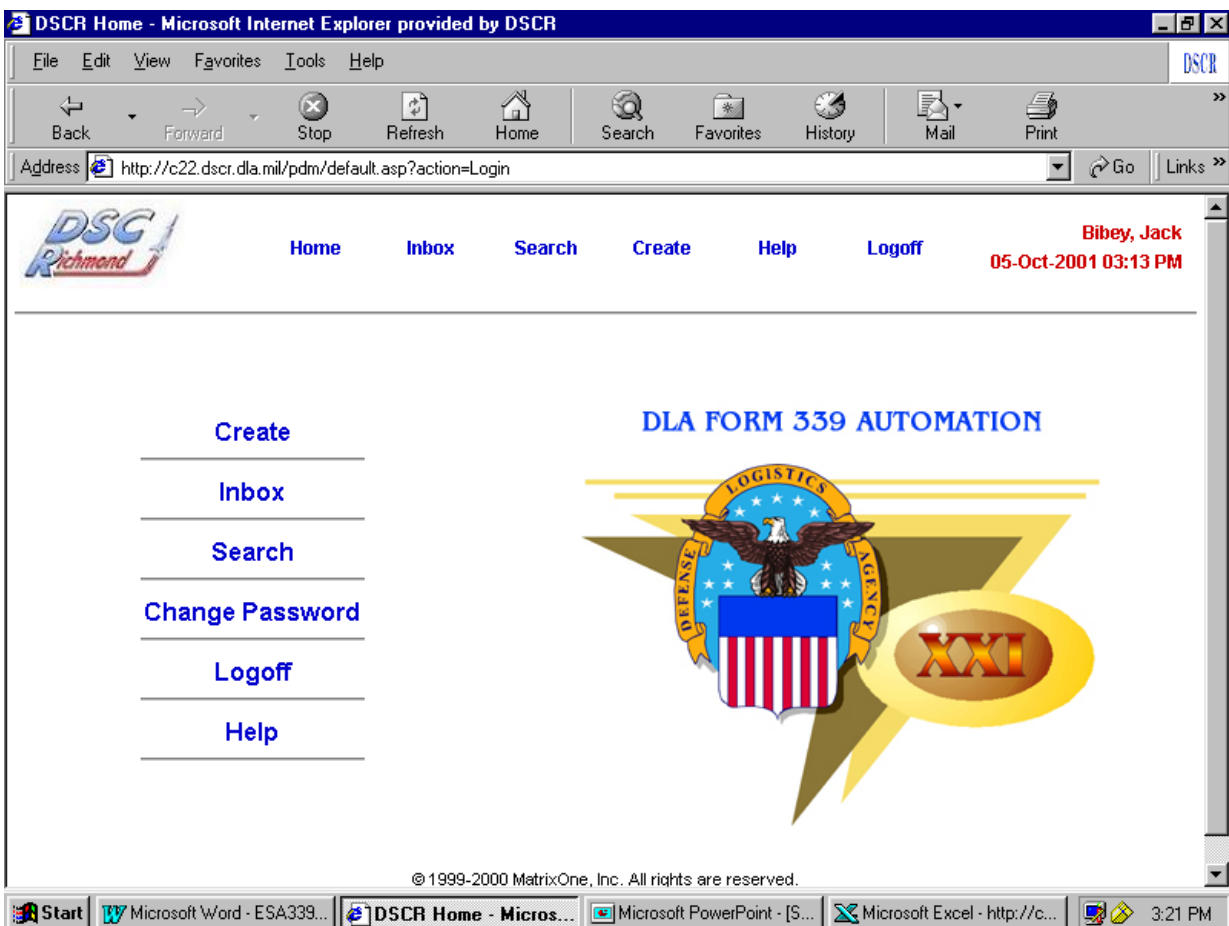 DSCR Home - Microsoft Internet Explorer provided by DSCR
File Edit View Favorites Tools Help
DSCR
Back Forward Stop Refresh Home Search Favorites History Mail Print »
Address http://c22.dscr.dla.mil/pdm/default.asp?action=Login Go Links »
DSC
Richmond
Home Inbox Search Create Help Logoff
Bibey, Jack
05-Oct-2001 03:13 PM
Create
Inbox
Search
Change Password
Logoff
Help
DLA FORM 339 AUTOMATION
DEFENSE LOGISTICS AGENCY
XXI
© 1999-2000 MatrixOne, Inc. All rights are reserved.
Start Microsoft Word - ESA339... DSCR Home - Micros... Microsoft PowerPoint - [S... Microsoft Excel - http://c... 3:21 PM